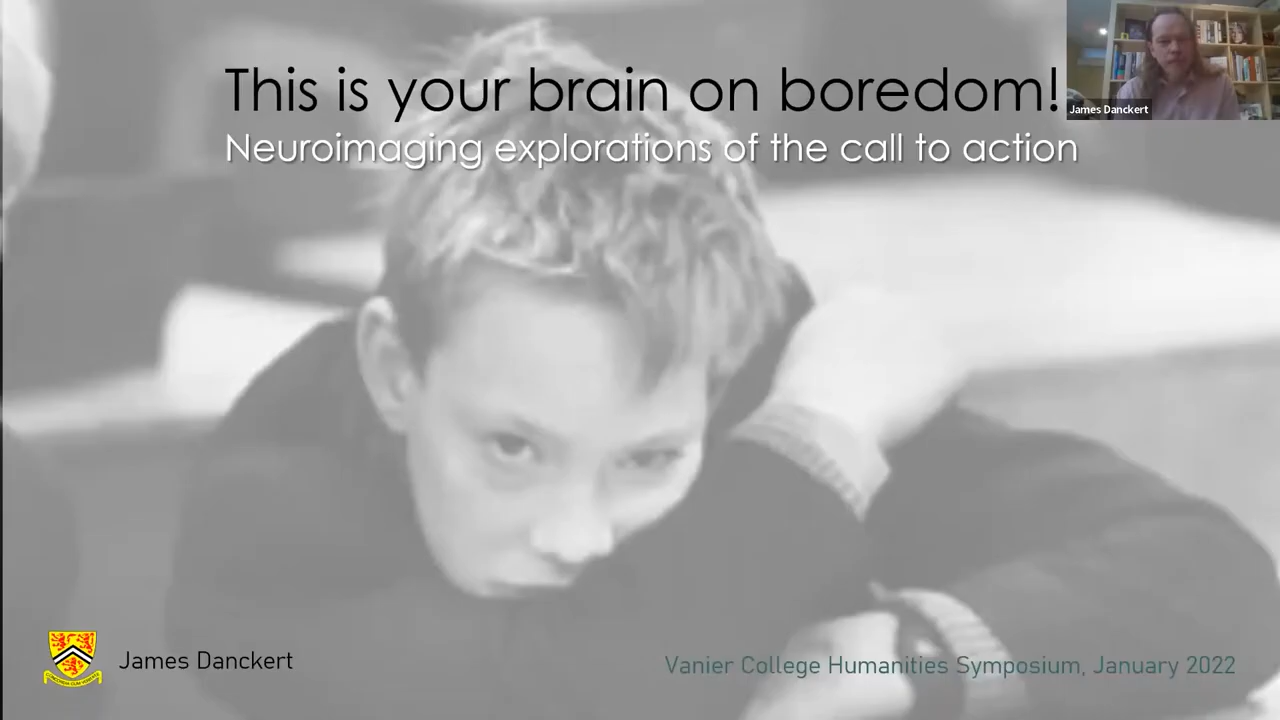 This is your brain on boredom!
Neuroimaging explorations of the call to action
James Danckert
James Danckert
Vanier College Humanities Symposium, January 2022